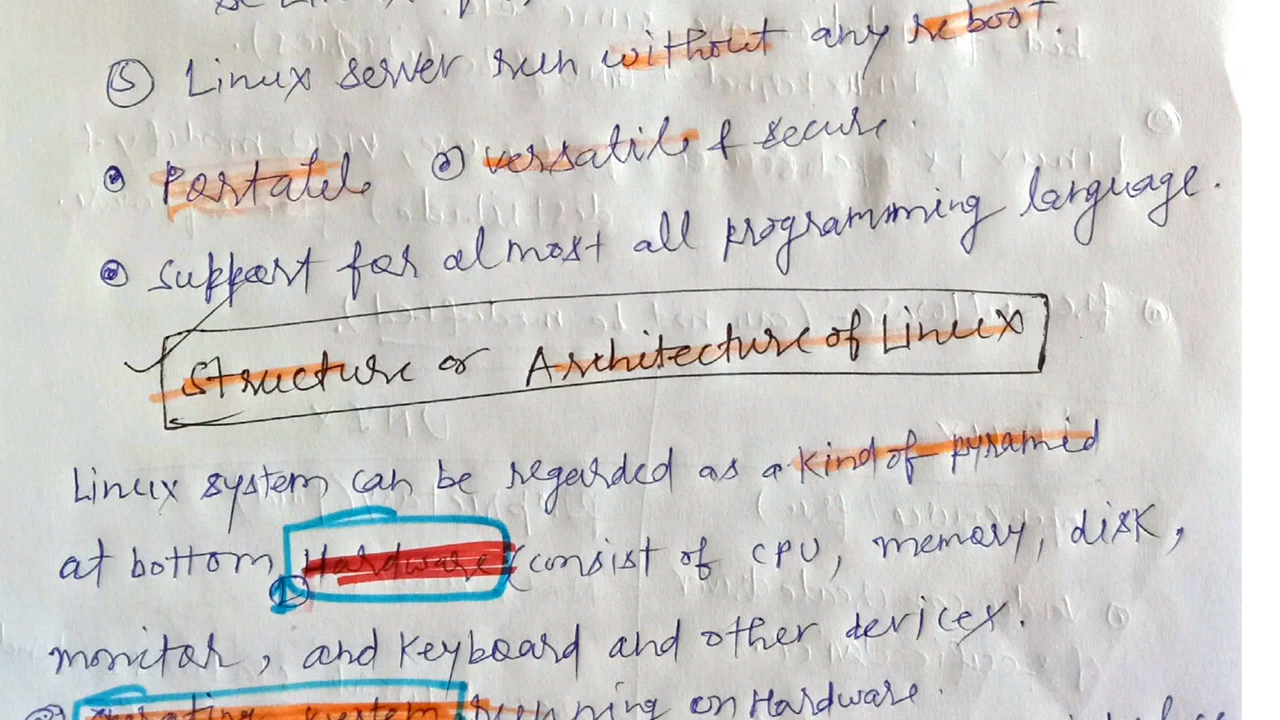 ⑤ Linux server run without any reboot.
• Portable • versatile & secure.
• support for almost all programming language.
Structure or Architecture of Linux
Linux system can be regarded as a kind of pyramid
at bottom Hardware (consist of CPU, memory, disk,
①
monitor, and keyboard and other devices.
operating system running on Hardware.